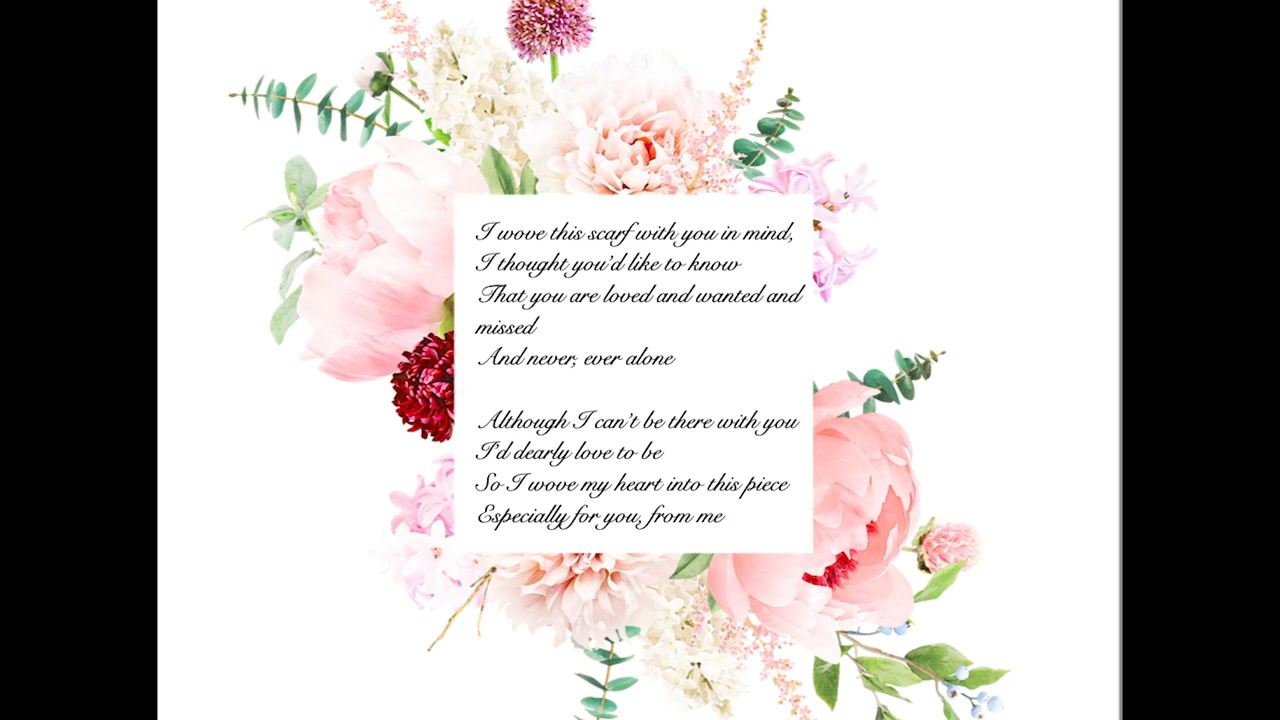 I wove this scarf with you in mind,
I thought you'd like to know
That you are loved and wanted and
missed
And never, ever alone
Although I can't be there with you
I'd dearly love to be
So I wove my heart into this piece
Especially for you, from me